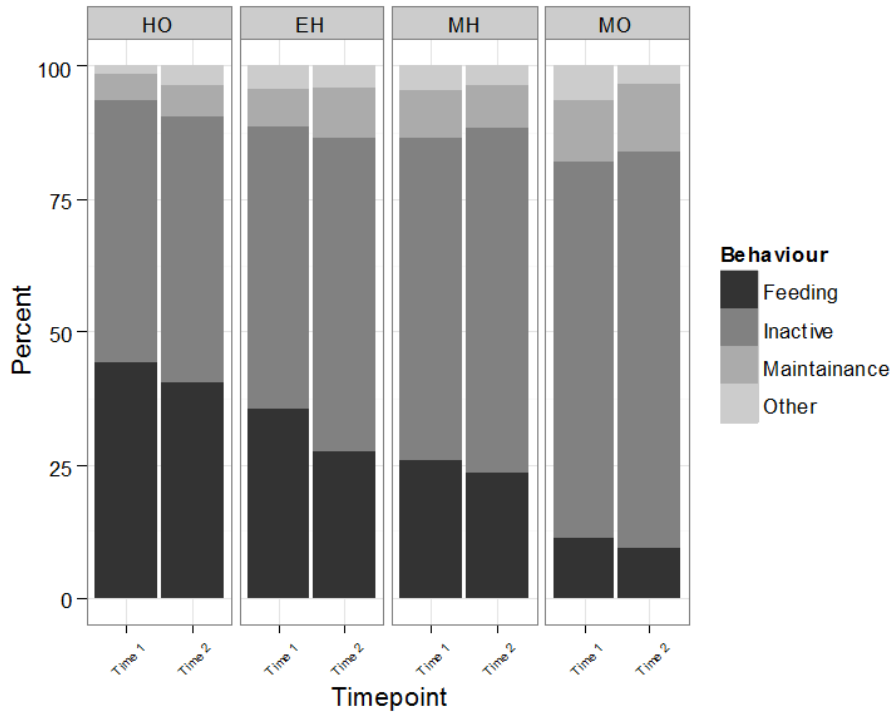 HO EH MH MO
100
75
50
25
0
Percent
Time 1 Time 2 Time 1 Time 2 Time 1 Time 2 Time 1 Time 2
Timepoint
Behaviour
Feeding
Inactive
Maintainance
Other